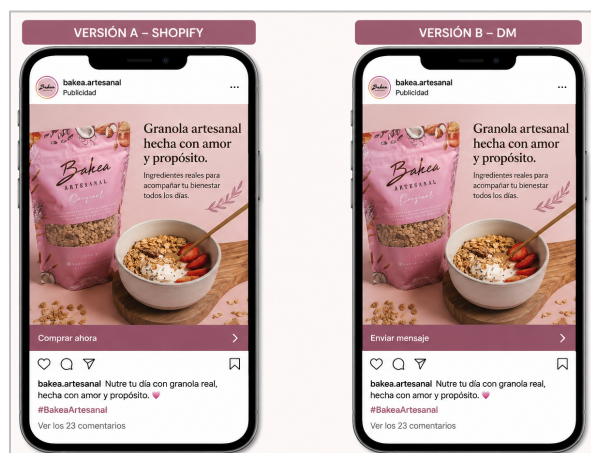 VERSIÓN A – SHOPIFY
bakea.artesanal
Publicidad
Bakea
ARTESANAL
Original
Granola artesanal
hecha con amor
y propósito.
Ingredientes reales para
acompañar tu bienestar
todos los días.
Comprar ahora
bakea.artesanal Nutre tu día con granola real,
hecha con amor y propósito.
#BakeaArtesanal
Ver los 23 comentarios
VERSIÓN B – DM
bakea.artesanal
Publicidad
Bakea
ARTESANAL
Original
Granola artesanal
hecha con amor
y propósito.
Ingredientes reales para
acompañar tu bienestar
todos los días.
Enviar mensaje
bakea.artesanal Nutre tu día con granola real,
hecha con amor y propósito.
#BakeaArtesanal
Ver los 23 comentarios